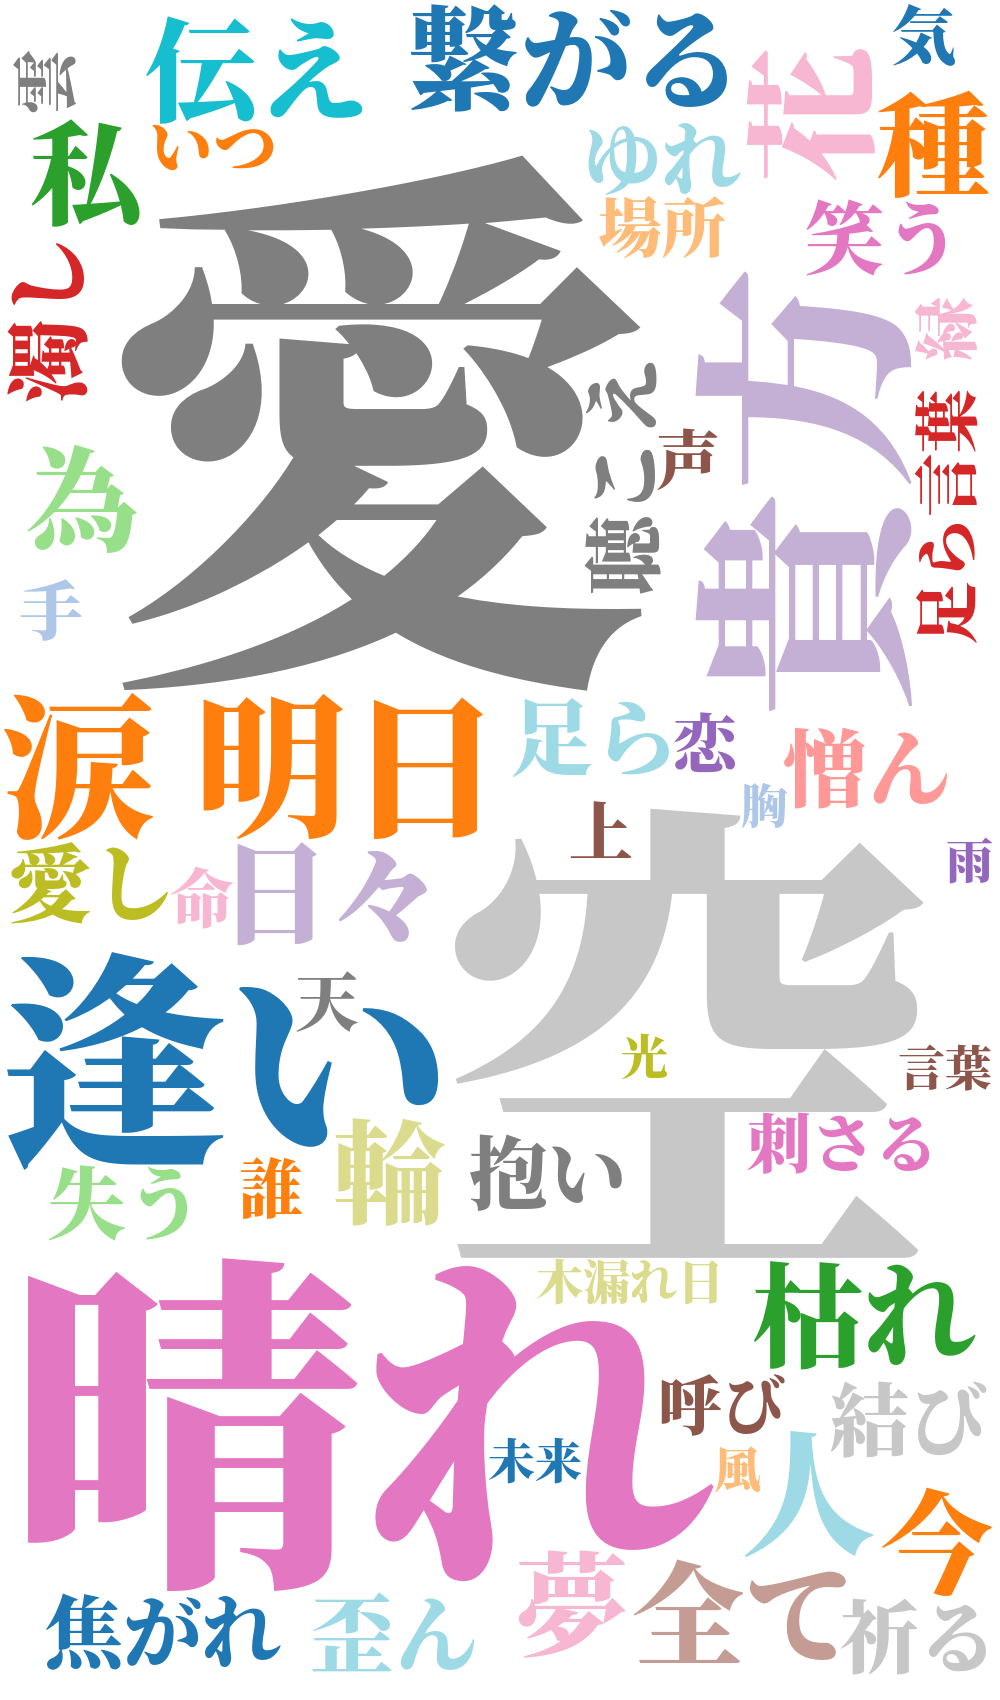 雲
伝え
繋がる
気
花
種
私
いつ
ゆれ
場所
笑う
愛
濁し
貴方
緑
聴こえ
声
足ら言葉
為
手
涙
明日
足ら
恋
憎ん
胸
上
雨
愛し
命
日々
空
逢い
天
光
言葉
輪
刺さる
抱い
誰
失う
晴れ
木漏れ日
枯れ
呼び
結び
未来
風
人
今
夢
全て
焦がれ
歪ん
祈る